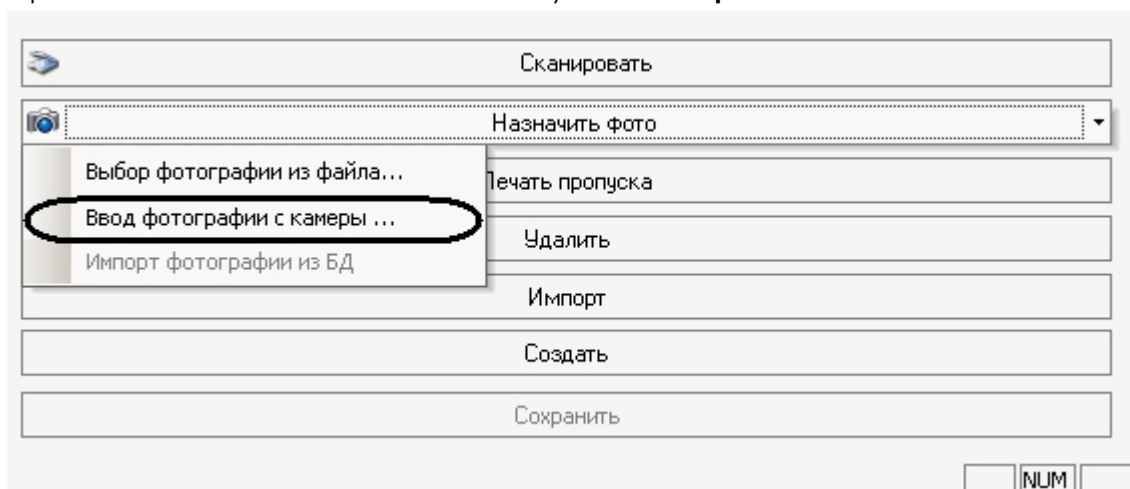 Сканировать
Назначить фото
Выбор фотографии из файла...
Печать пропуска
Ввод фотографии с камеры ...
Удалить
Импорт фотографии из БД
Импорт
Создать
Сохранить
NUM